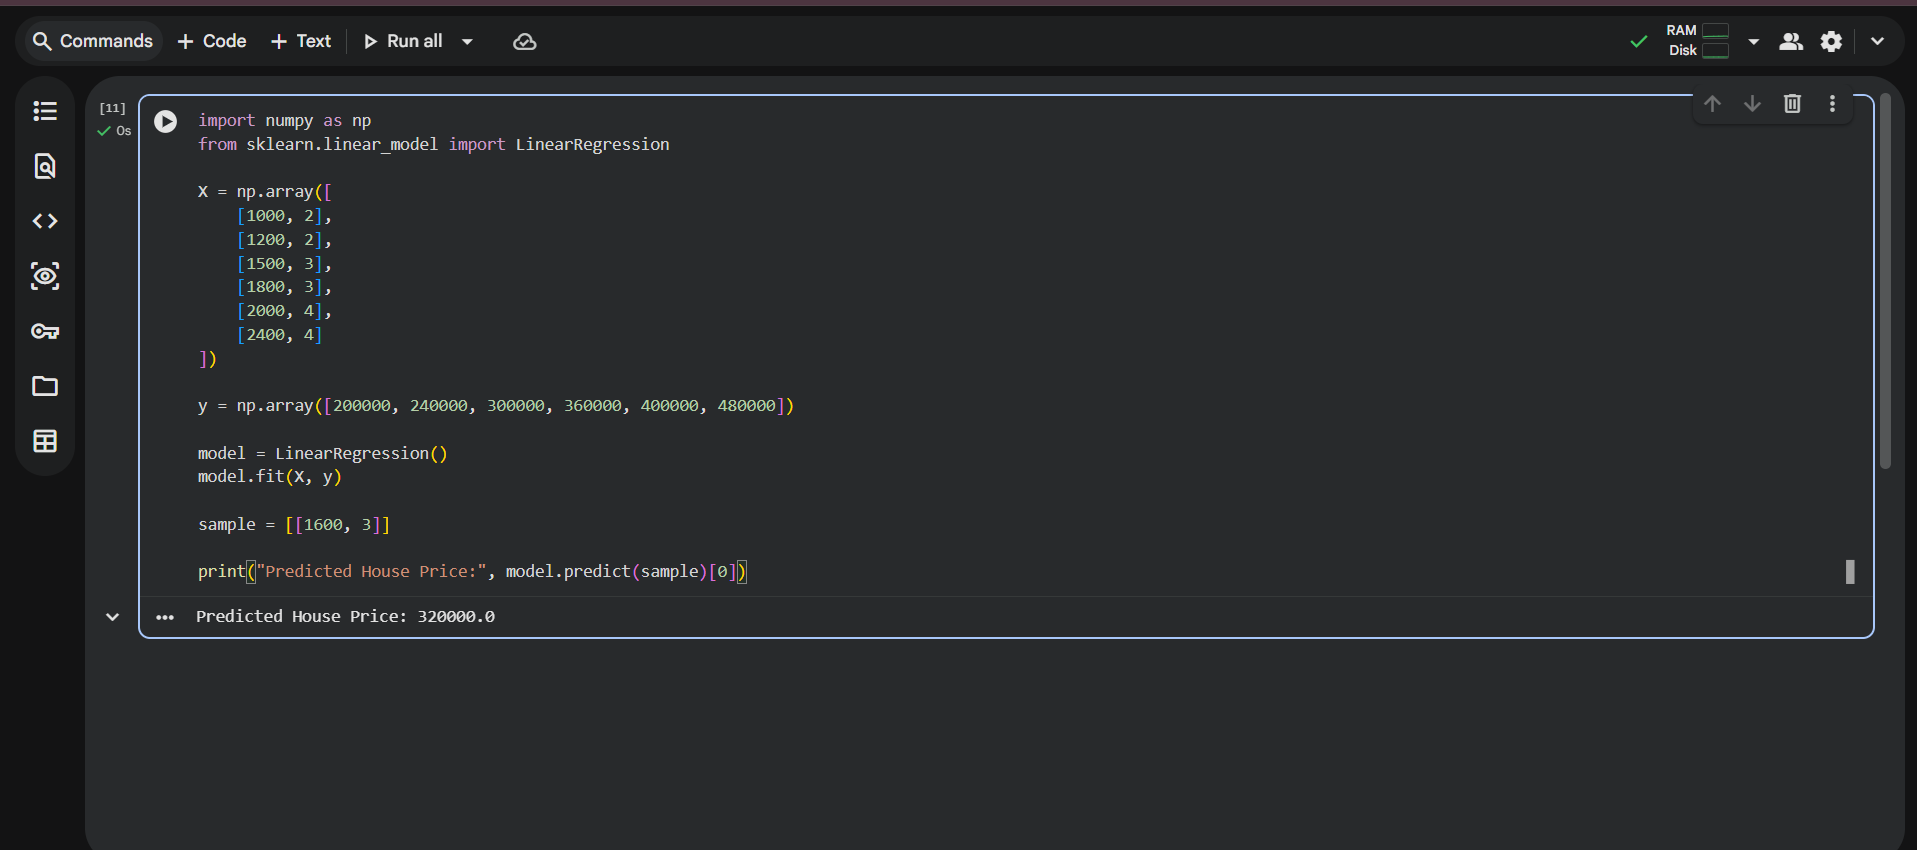 Commands + Code + Text Run all
RAM
Disk
[11]
0s
import numpy as np
from sklearn.linear_model import LinearRegression
X = np.array([
[1000, 2],
[1200, 2],
[1500, 3],
[1800, 3],
[2000, 4],
[2400, 4]
])
y = np.array([200000, 240000, 300000, 360000, 400000, 480000])
model = LinearRegression()
model.fit(X, y)
sample = [[1600, 3]]
print("Predicted House Price:", model.predict(sample)[0])
Predicted House Price: 320000.0